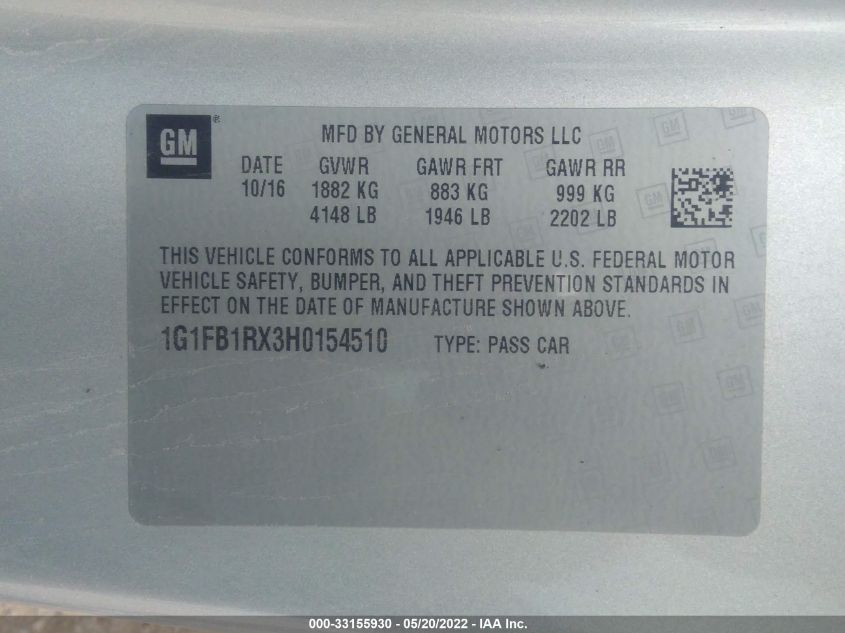 GM ®
MFD BY GENERAL MOTORS LLC
DATE GVWR GAWR FRT GAWR RR
10/16 1882 KG 883 KG 999 KG
4148 LB 1946 LB 2202 LB
THIS VEHICLE CONFORMS TO ALL APPLICABLE U.S. FEDERAL MOTOR
VEHICLE SAFETY, BUMPER, AND THEFT PREVENTION STANDARDS IN
EFFECT ON THE DATE OF MANUFACTURE SHOWN ABOVE.
1G1FB1RX3H0154510 TYPE: PASS CAR
000-33155930 - 05/20/2022 - IAA Inc.